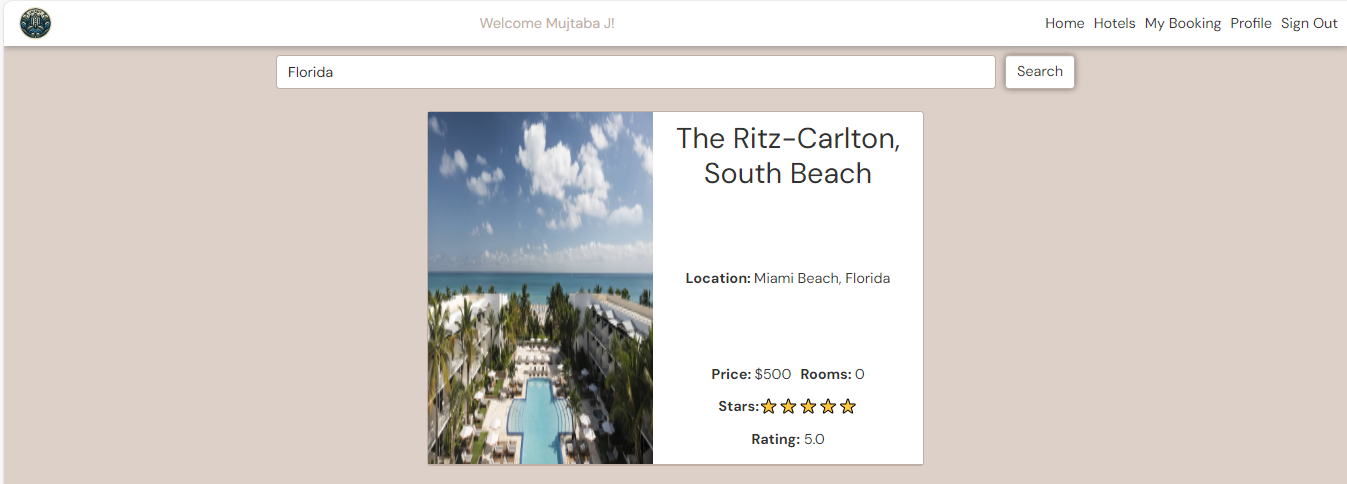 Welcome Mujtaba J!
Home Hotels My Booking Profile Sign Out
Florida
Search
The Ritz-Carlton,
South Beach
Location: Miami Beach, Florida
Price: $500 Rooms: 0
Stars:
Rating: 5.0